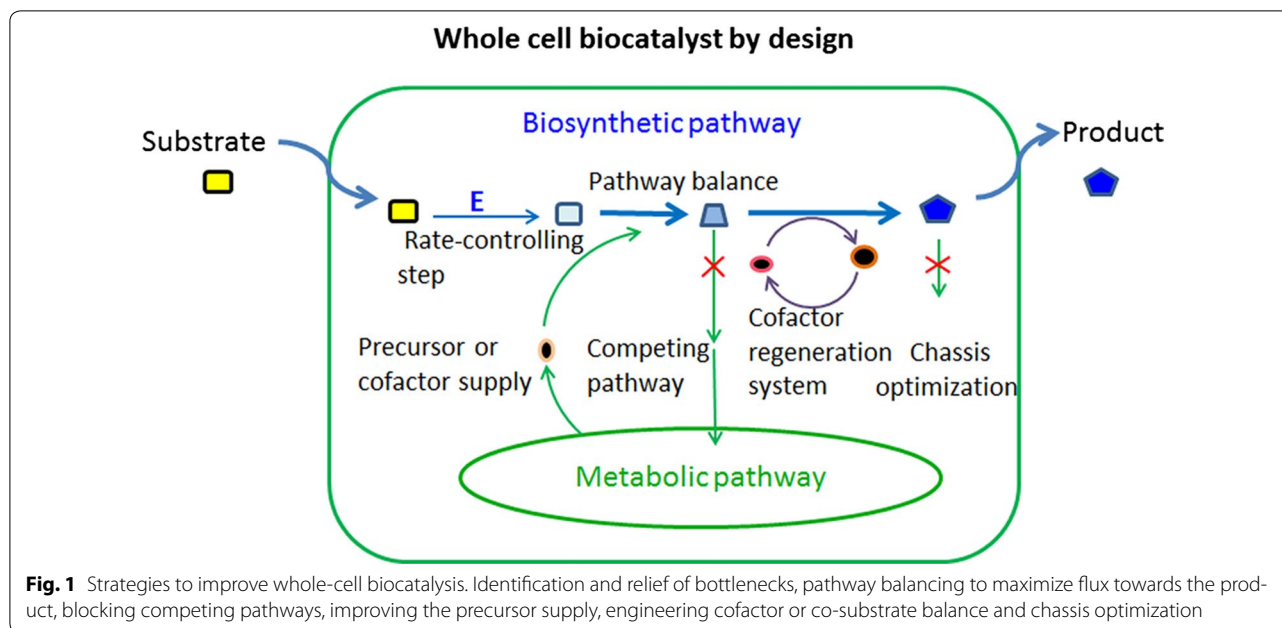 Whole cell biocatalyst by design
Biosynthetic pathway
Substrate
Product
Pathway balance
E
Rate-controlling
step
Precursor or
cofactor supply
Competing
pathway
Cofactor
regeneration
system
Chassis
optimization
Metabolic pathway
Fig. 1 Strategies to improve whole-cell biocatalysis. Identification and relief of bottlenecks, pathway balancing to maximize flux towards the prod-
uct, blocking competing pathways, improving the precursor supply, engineering cofactor or co-substrate balance and chassis optimization